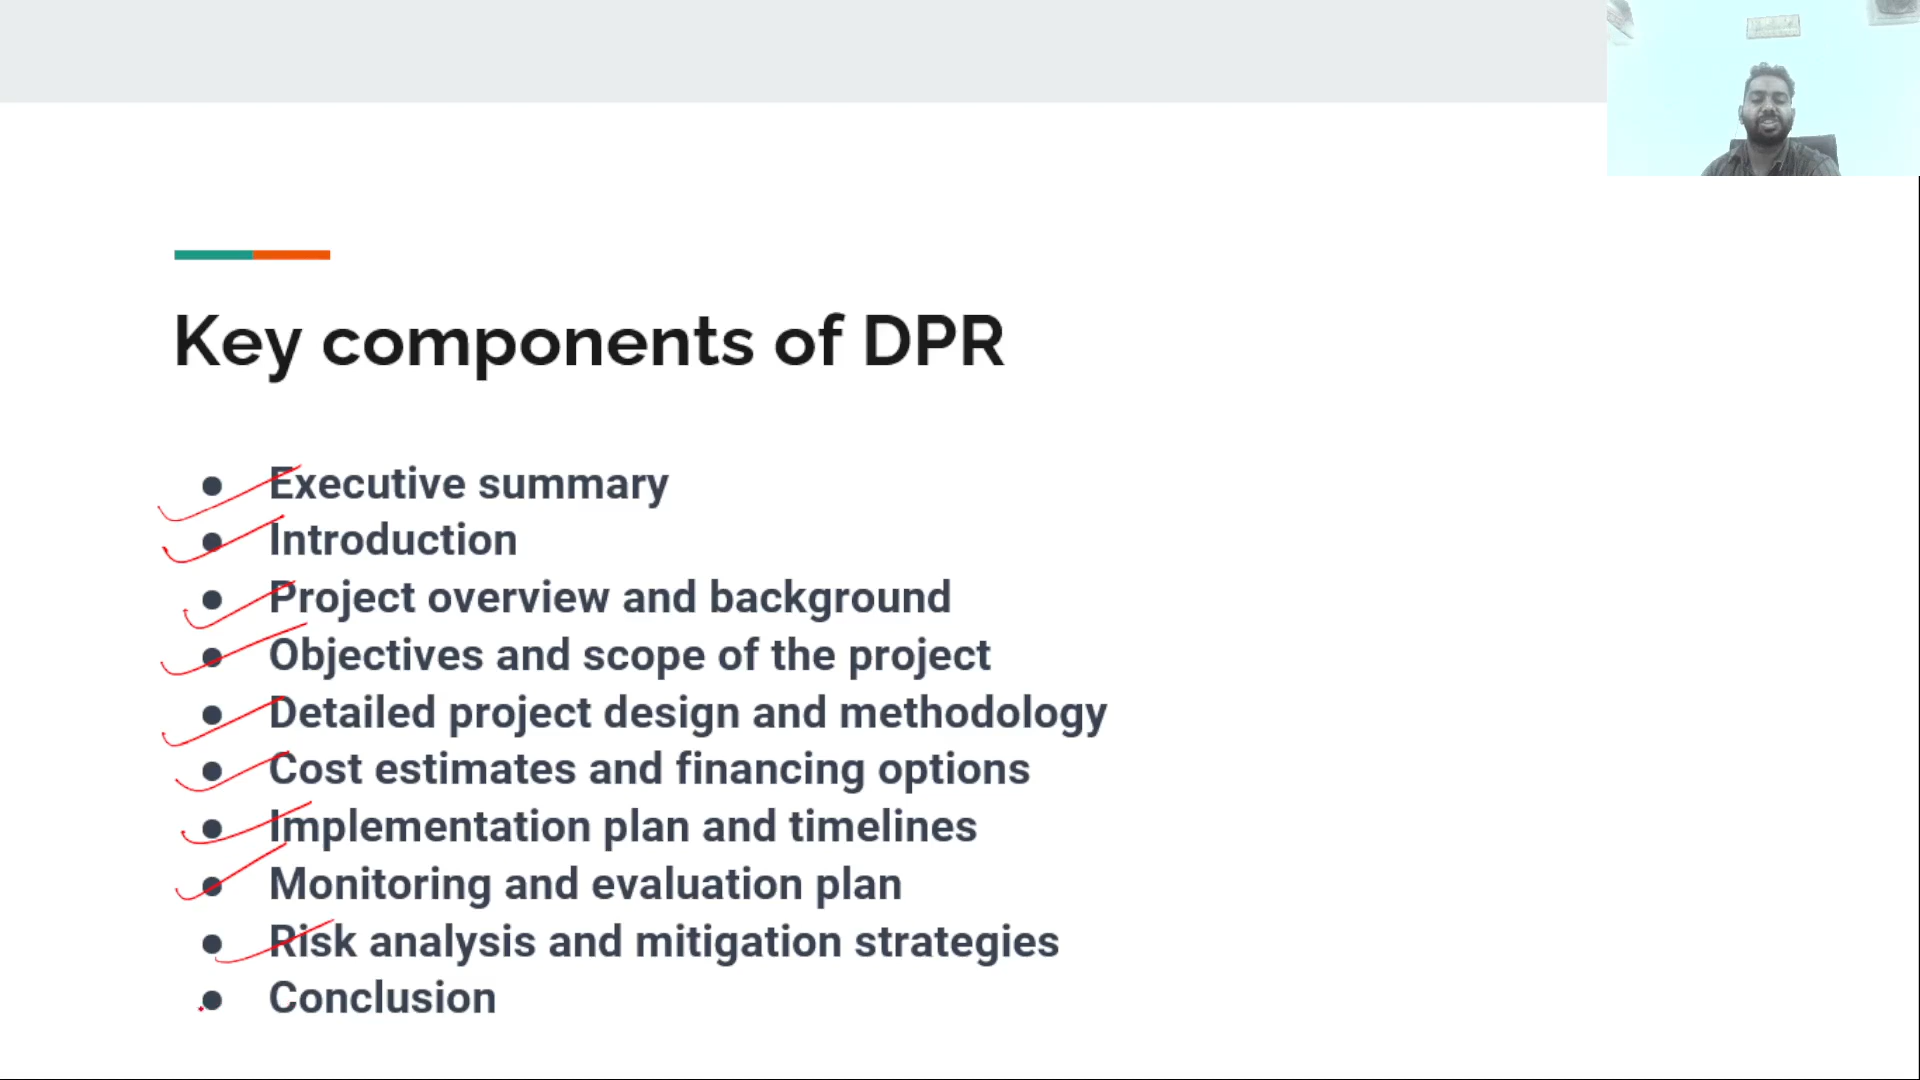 Key components of DPR
Executive summary
Introduction
Project overview and background
Objectives and scope of the project
Detailed project design and methodology
Cost estimates and financing options
Implementation plan and timelines
Monitoring and evaluation plan
Risk analysis and mitigation strategies
Conclusion